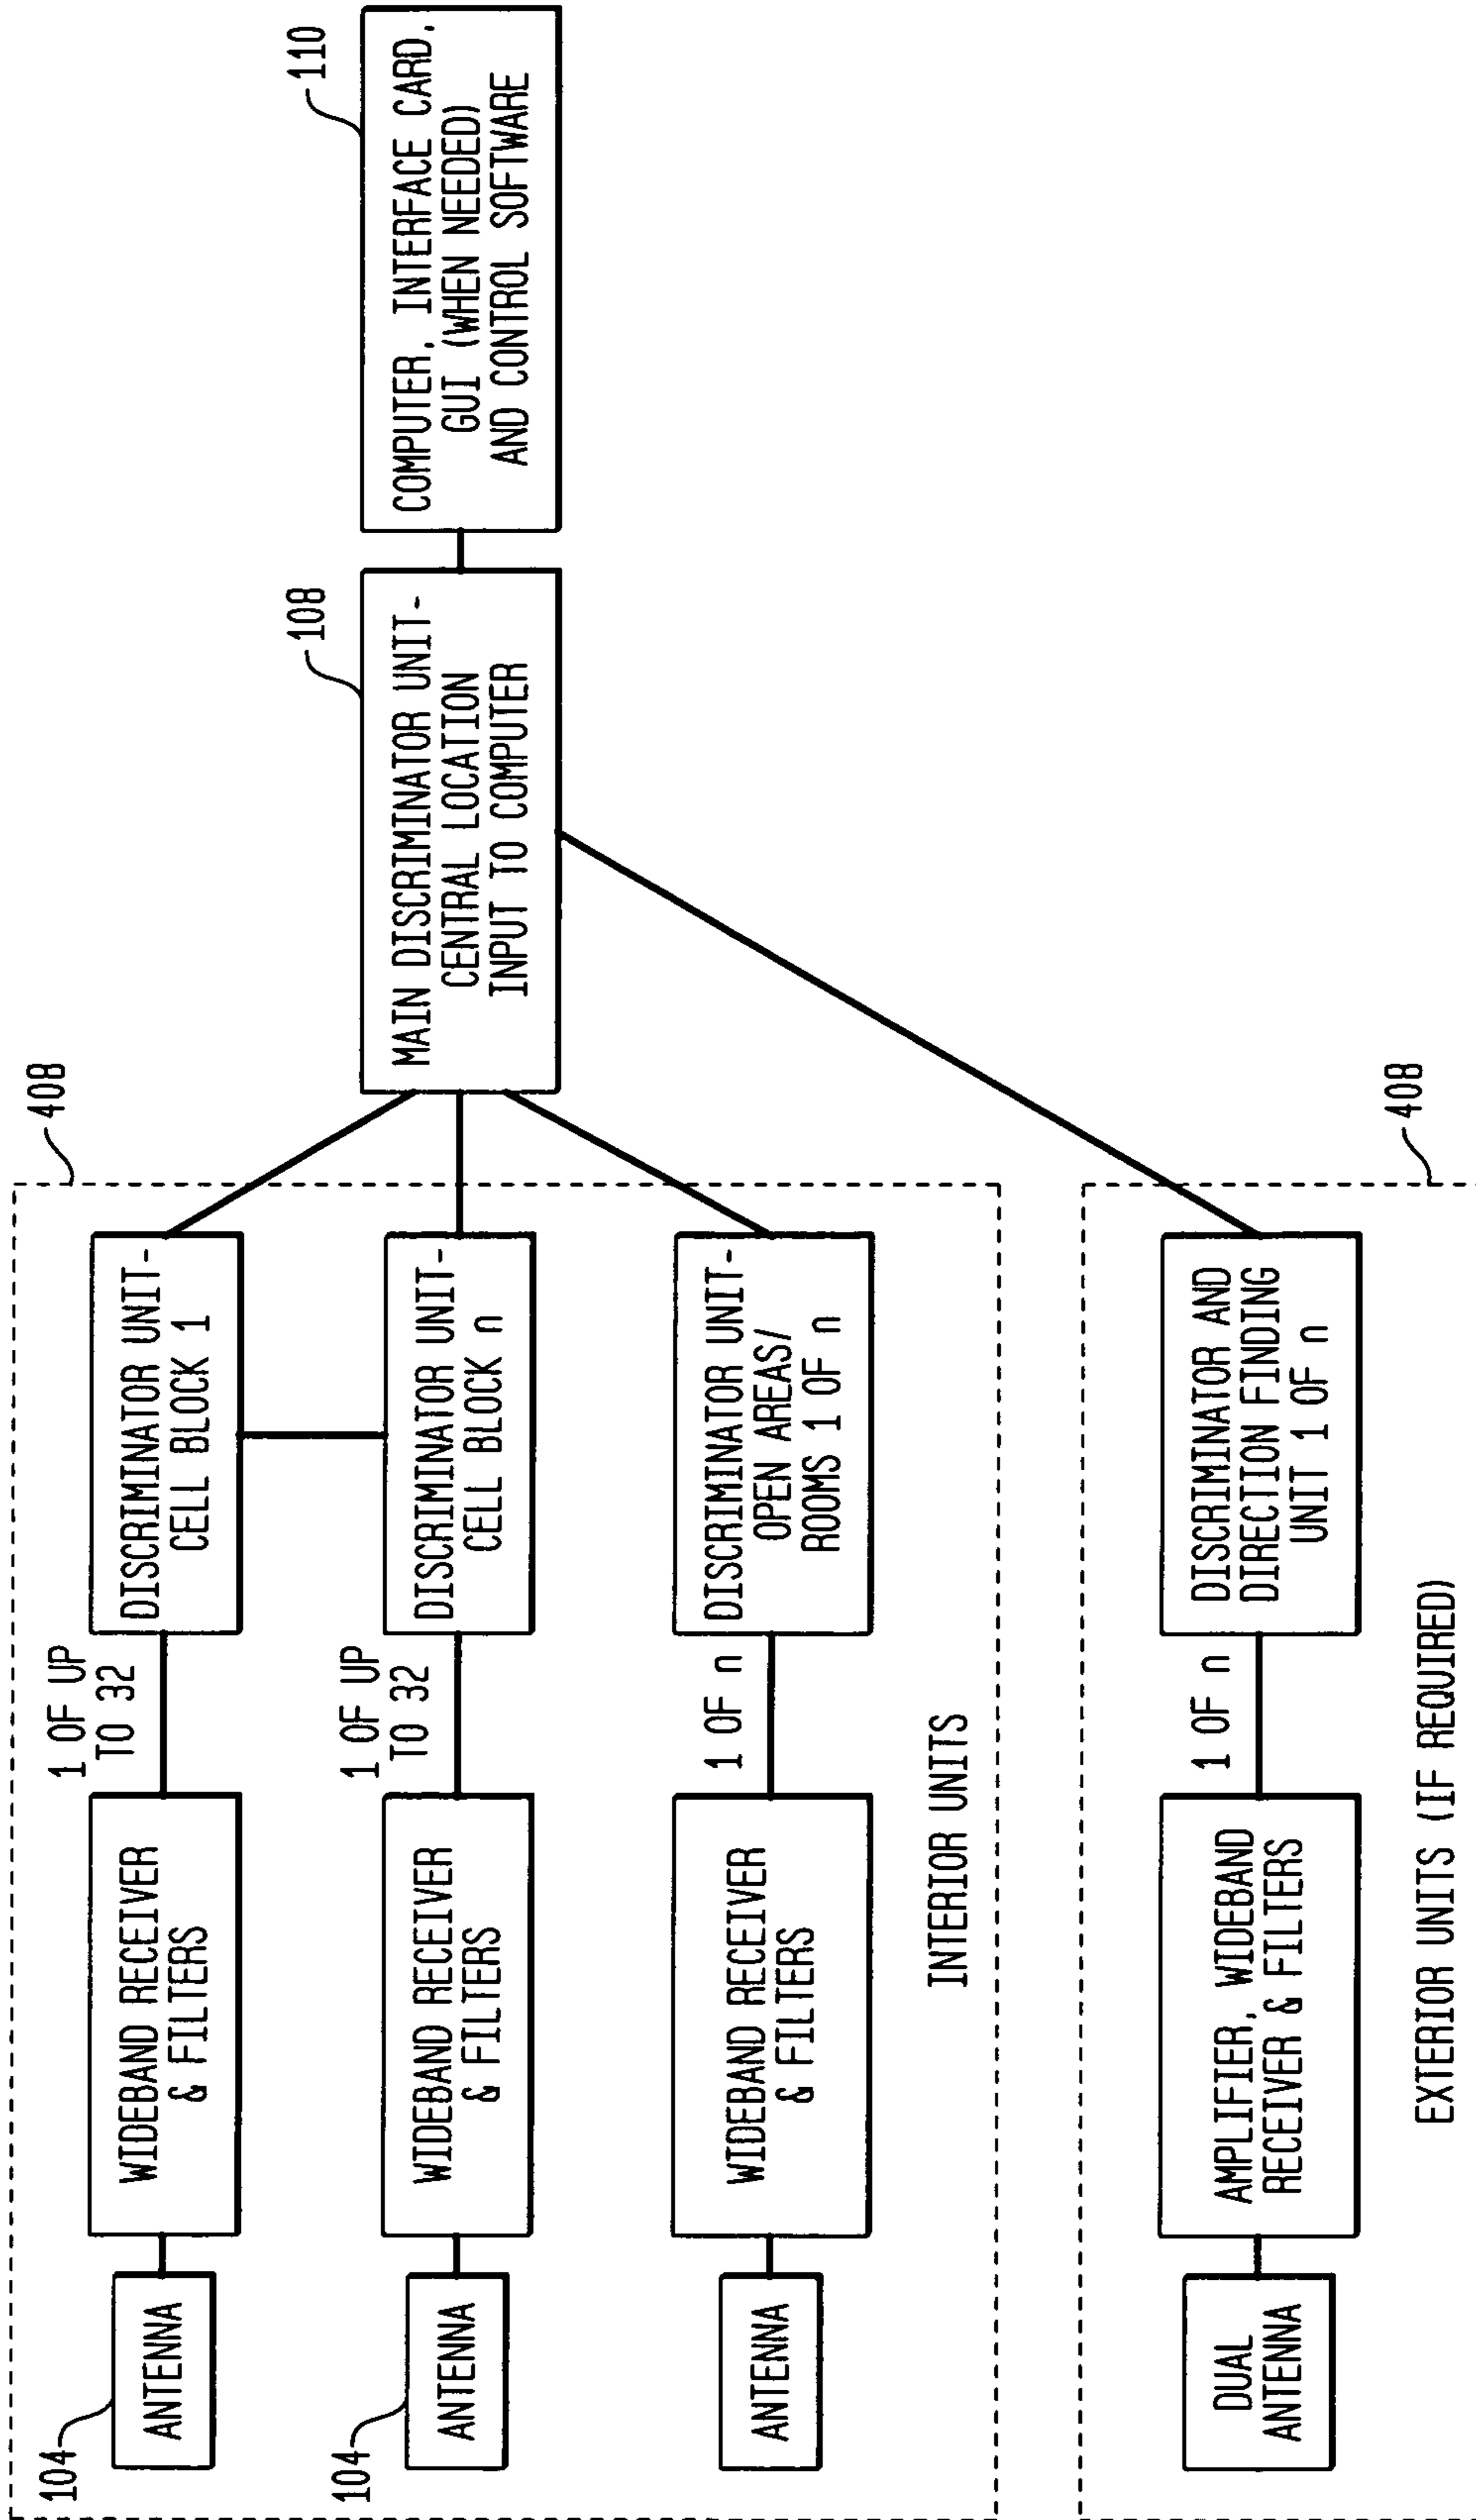 408
104
ANTENNA
WIDEBAND RECEIVER
& FILTERS
1 OF UP
TO 32
DISCRIMINATOR UNIT-
CELL BLOCK 1
104
ANTENNA
WIDEBAND RECEIVER
& FILTERS
1 OF UP
TO 32
DISCRIMINATOR UNIT-
CELL BLOCK n
ANTENNA
WIDEBAND RECEIVER
& FILTERS
1 OF n
DISCRIMINATOR UNIT-
OPEN AREAS/
ROOMS 1 OF n
INTERIOR UNITS
108
MAIN DISCRIMINATOR UNIT-
CENTRAL LOCATION
INPUT TO COMPUTER
110
COMPUTER, INTERFACE CARD,
GUI (WHEN NEEDED)
AND CONTROL SOFTWARE
DUAL
ANTENNA
AMPLIFIER, WIDEBAND
RECEIVER & FILTERS
1 OF n
DISCRIMINATOR AND
DIRECTION FINDING
UNIT 1 OF n
408
EXTERIOR UNITS (IF REQUIRED)